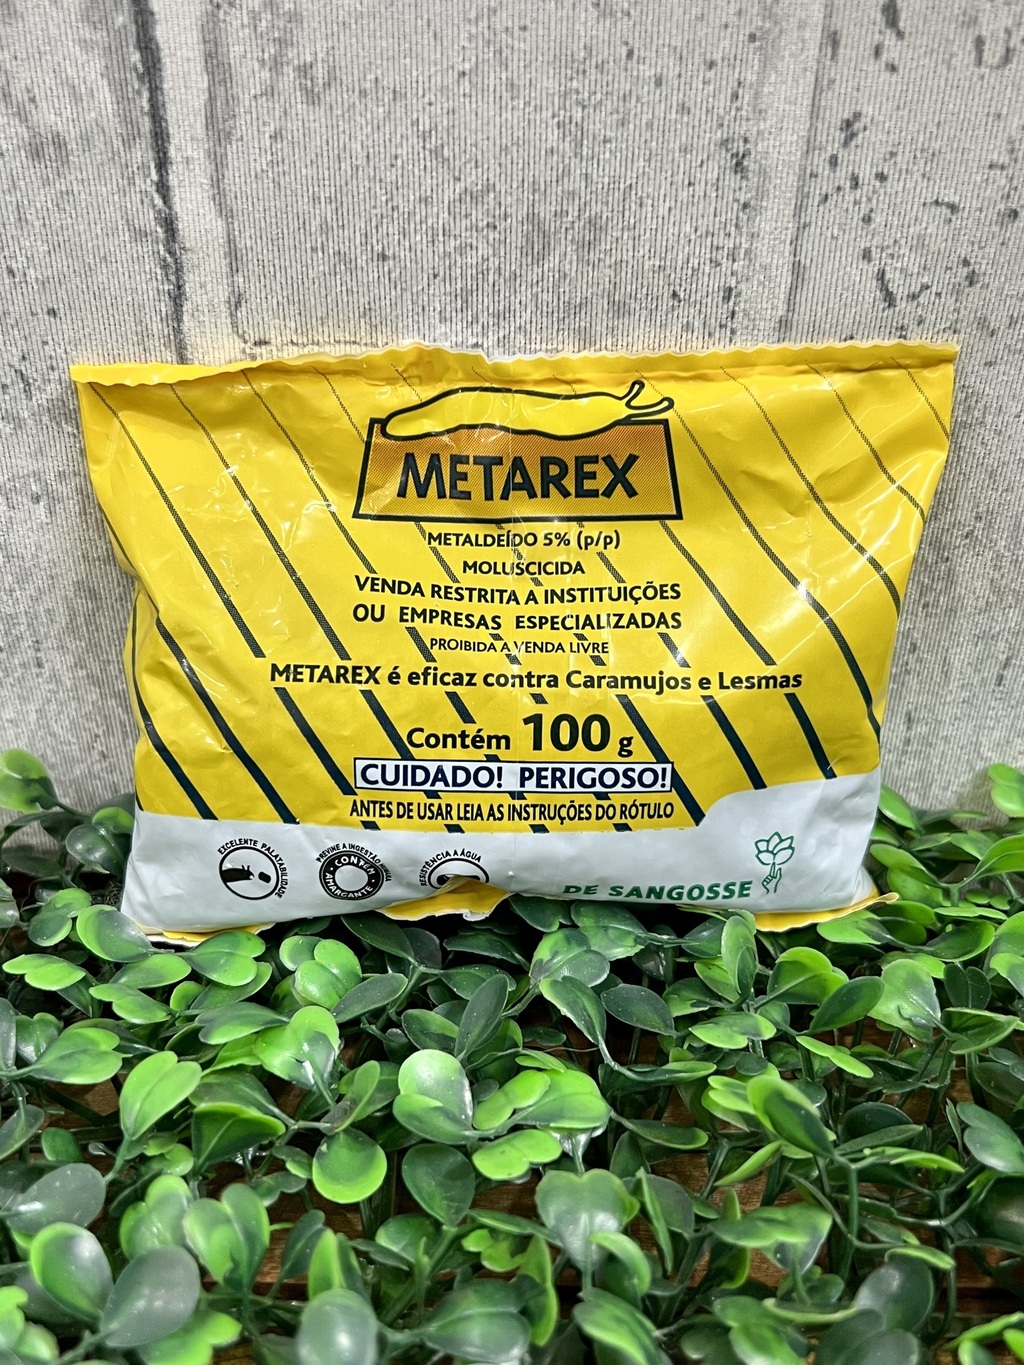 METAREX
METALDEÍDO 5% (p/p)
MOLUSCICIDA
VENDA RESTRITA A INSTITUIÇÕES
OU EMPRESAS ESPECIALIZADAS
PROIBIDA A VENDA LIVRE
METAREX é eficaz contra Caramujos e Lesmas
Contém 100 g
CUIDADO! PERIGOSO!
ANTES DE USAR LEIA AS INSTRUÇÕES DO RÓTULO
EXCELENTE PALATABILIDADE
PREVINE A INGESTÃO HUMANA
CONTÉM
AMARGANTE
RESISTÊNCIA A ÁGUA
DE SANGOSSE